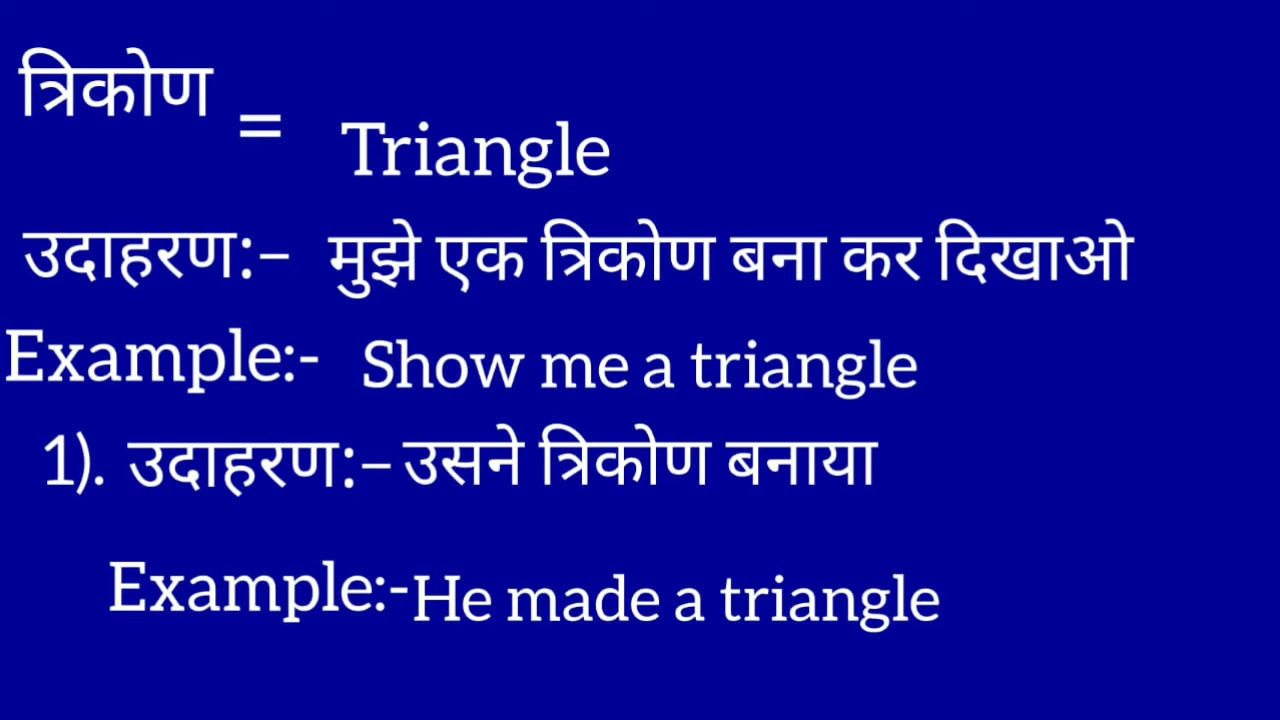 त्रिकोण = Triangle
उदाहरण:– मुझे एक त्रिकोण बना कर दिखाओ
Example:- Show me a triangle
1). उदाहरण:– उसने त्रिकोण बनाया
Example:- He made a triangle